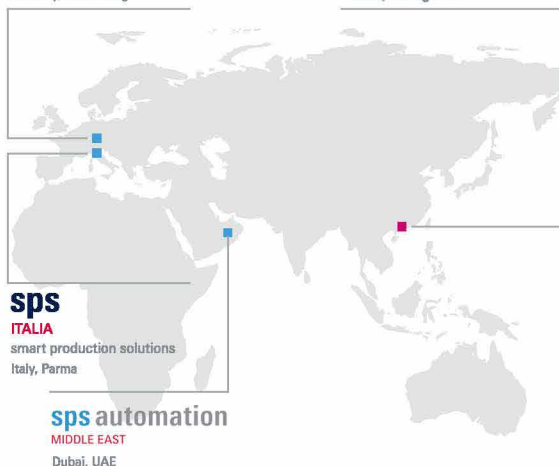 sps
ITALIA
smart production solutions
Italy, Parma
sps automation
MIDDLE EAST
Dubai, UAE